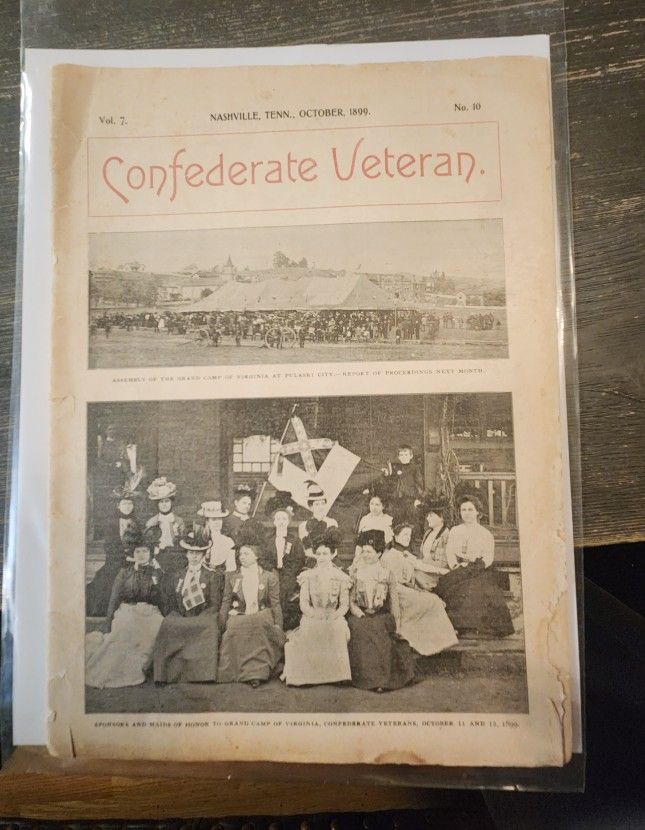 Vol. 7. NASHVILLE, TENN., OCTOBER, 1899. No. 10
Confederate Veteran.
ASSEMBLY OF THE GRAND CAMP OF VIRGINIA AT PULASKI CITY.—REPORT OF PROCEEDINGS NEXT MONTH.
SPONSORS AND MAIDS OF HONOR TO GRAND CAMP OF VIRGINIA, CONFEDERATE VETERANS, OCTOBER 11 AND 12, 1899.